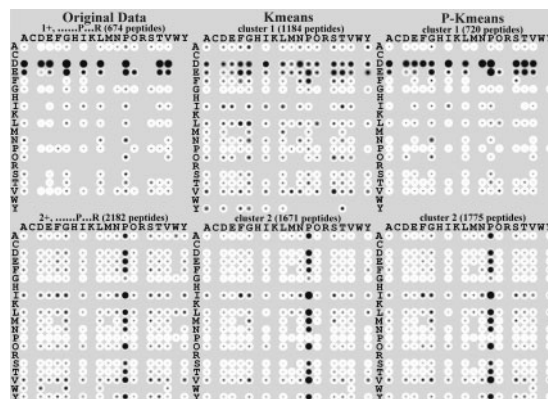 Original Data
Kmeans
P-Kmeans
1+, ......P...R (674 peptides)
cluster 1 (1184 peptides)
cluster 1 (720 peptides)
ACDEFGHIKLMNPQRSTVWY
ACDEFGHIKLMNPQRSTVWY
ACDEFGHIKLMNPQRSTVWY
A A A
C C C
D D D
E E E
F F F
G G G
H H H
I I I
K K K
L L L
M M M
N N N
P P P
Q Q Q
R R R
S S S
T T T
V V V
W W W
Y Y Y
2+, ......P...R (2182 peptides)
cluster 2 (1671 peptides)
cluster 2 (1775 peptides)
ACDEFGHIKLMNPQRSTVWY
ACDEFGHIKLMNPQRSTVWY
ACDEFGHIKLMNPQRSTVWY
A A A
C C C
D D D
E E E
F F F
G G G
H H H
I I I
K K K
L L L
M M M
N N N
P P P
Q Q Q
R R R
S S S
T T T
V V V
W W W
Y Y Y